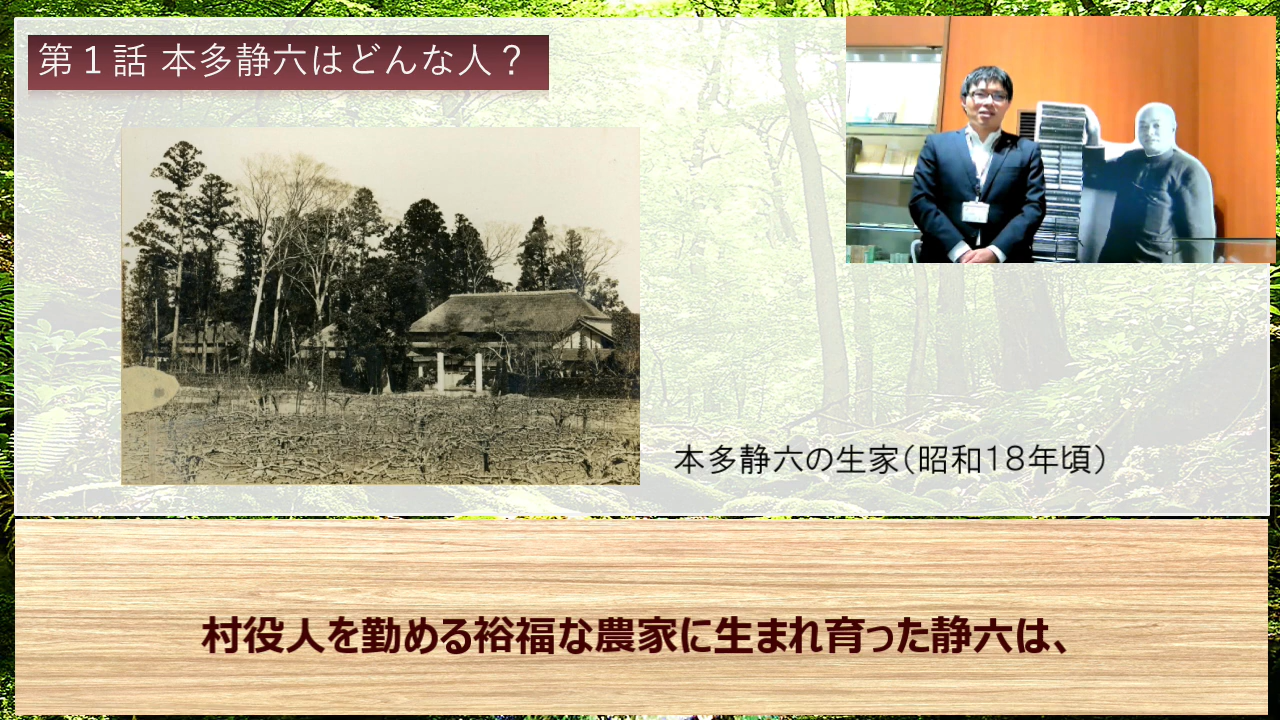 第１話 本多静六はどんな人？
本多静六の生家（昭和18年頃）
村役人を勤める裕福な農家に生まれ育った静六は、